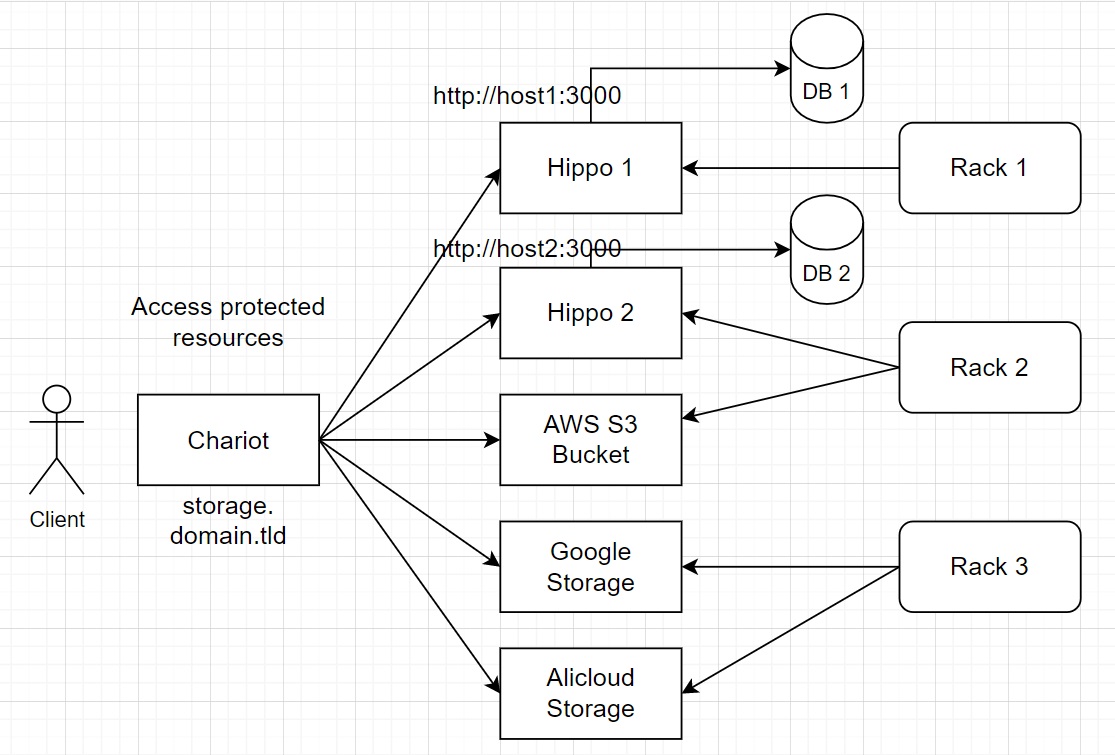 http://host1:3000
DB 1
Hippo 1
Rack 1
http://host2:3000
DB 2
Access protected
resources
Hippo 2
Rack 2
Chariot
AWS S3
Bucket
storage.
domain.tld
Client
Google
Storage
Rack 3
Alicloud
Storage